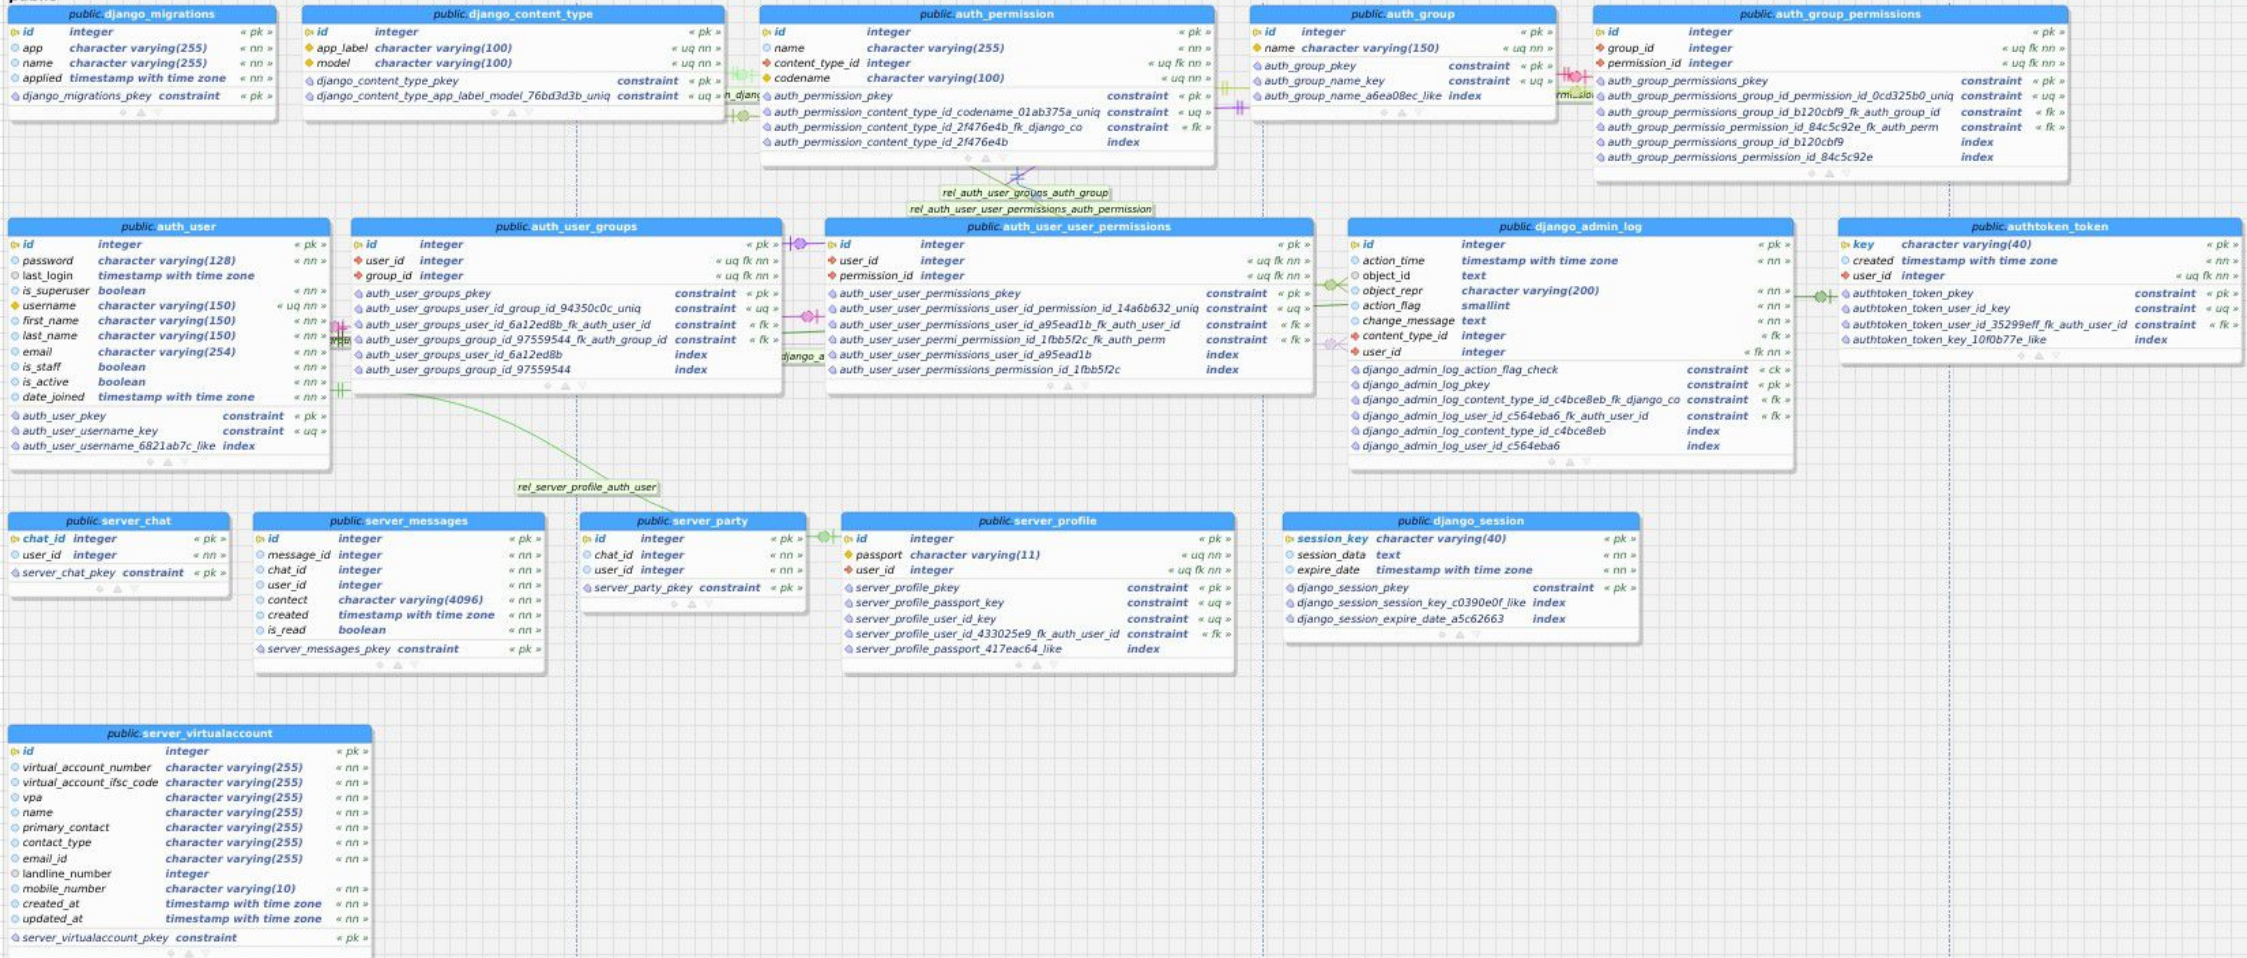 public.django_migrations
id integer « pk »
app character varying(255) « nn »
name character varying(255) « nn »
applied timestamp with time zone « nn »
django_migrations_pkey constraint « pk »
public.django_content_type
id integer « pk »
app_label character varying(100) « uq nn »
model character varying(100) « uq nn »
django_content_type_pkey constraint « pk »
django_content_type_app_label_model_76bd3d3b_uniq constraint « uq »
public.auth_permission
id integer « pk »
name character varying(255) « nn »
content_type_id integer « uq fk nn »
codename character varying(100) « uq nn »
auth_permission_pkey constraint « pk »
auth_permission_content_type_id_codename_01ab375a_uniq constraint « uq »
auth_permission_content_type_id_2f476e4b_fk_django_co constraint « fk »
auth_permission_content_type_id_2f476e4b index
public.auth_group
id integer « pk »
name character varying(150) « uq nn »
auth_group_pkey constraint « pk »
auth_group_name_key constraint « uq »
auth_group_name_a6ea08ec_like index
public.auth_group_permissions
id integer « pk »
group_id integer « uq fk nn »
permission_id integer « uq fk nn »
auth_group_permissions_pkey constraint « pk »
auth_group_permissions_group_id_permission_id_0cd325b0_uniq constraint « uq »
auth_group_permissions_group_id_b120cbf9_fk_auth_group_id constraint « fk »
auth_group_permissio_permission_id_84c5c92e_fk_auth_perm constraint « fk »
auth_group_permissions_group_id_b120cbf9 index
auth_group_permissions_permission_id_84c5c92e index
rel_auth_user_groups_auth_group
rel_auth_user_user_permissions_auth_permission
public.auth_user
id integer « pk »
password character varying(128) « nn »
last_login timestamp with time zone
is_superuser boolean « nn »
username character varying(150) « uq nn »
first_name character varying(150) « nn »
last_name character varying(150) « nn »
email character varying(254) « nn »
is_staff boolean « nn »
is_active boolean « nn »
date_joined timestamp with time zone « nn »
auth_user_pkey constraint « pk »
auth_user_username_key constraint « uq »
auth_user_username_6821ab7c_like index
public.auth_user_groups
id integer « pk »
user_id integer « uq fk nn »
group_id integer « uq fk nn »
auth_user_groups_pkey constraint « pk »
auth_user_groups_user_id_group_id_94350c0c_uniq constraint « uq »
auth_user_groups_user_id_6a12ed8b_fk_auth_user_id constraint « fk »
auth_user_groups_group_id_97559544_fk_auth_group_id constraint « fk »
auth_user_groups_user_id_6a12ed8b index
auth_user_groups_group_id_97559544 index
public.auth_user_user_permissions
id integer « pk »
user_id integer « uq fk nn »
permission_id integer « uq fk nn »
auth_user_user_permissions_pkey constraint « pk »
auth_user_user_permissions_user_id_permission_id_14a6b632_uniq constraint « uq »
auth_user_user_permissions_user_id_a95ead1b_fk_auth_user_id constraint « fk »
auth_user_user_permi_permission_id_1fbb5f2c_fk_auth_perm constraint « fk »
auth_user_user_permissions_user_id_a95ead1b index
auth_user_user_permissions_permission_id_1fbb5f2c index
public.django_admin_log
id integer « pk »
action_time timestamp with time zone « nn »
object_id text
object_repr character varying(200) « nn »
action_flag smallint « nn »
change_message text « nn »
content_type_id integer « fk »
user_id integer « fk nn »
django_admin_log_action_flag_check constraint « ck »
django_admin_log_pkey constraint « pk »
django_admin_log_content_type_id_c4bce8eb_fk_django_co constraint « fk »
django_admin_log_user_id_c564eba6_fk_auth_user_id constraint « fk »
django_admin_log_content_type_id_c4bce8eb index
django_admin_log_user_id_c564eba6 index
public.authtoken_token
key character varying(40) « pk »
created timestamp with time zone « nn »
user_id integer « uq fk nn »
authtoken_token_pkey constraint « pk »
authtoken_token_user_id_key constraint « uq »
authtoken_token_user_id_35299eff_fk_auth_user_id constraint « fk »
authtoken_token_key_10f0b77e_like index
rel_server_profile_auth_user
public.server_chat
chat_id integer « pk »
user_id integer « nn »
server_chat_pkey constraint « pk »
public.server_messages
id integer « pk »
message_id integer « nn »
chat_id integer « nn »
user_id integer « nn »
contect character varying(4096) « nn »
created timestamp with time zone « nn »
is_read boolean « nn »
server_messages_pkey constraint « pk »
public.server_party
id integer « pk »
chat_id integer « nn »
user_id integer « nn »
server_party_pkey constraint « pk »
public.server_profile
id integer « pk »
passport character varying(11) « uq nn »
user_id integer « uq fk nn »
server_profile_pkey constraint « pk »
server_profile_passport_key constraint « uq »
server_profile_user_id_key constraint « uq »
server_profile_user_id_433025e9_fk_auth_user_id constraint « fk »
server_profile_passport_417eac64_like index
public.django_session
session_key character varying(40) « pk »
session_data text « nn »
expire_date timestamp with time zone « nn »
django_session_pkey constraint « pk »
django_session_session_key_c0390e0f_like index
django_session_expire_date_a5c62663 index
public.server_virtualaccount
id integer « pk »
virtual_account_number character varying(255) « nn »
virtual_account_ifsc_code character varying(255) « nn »
vpa character varying(255) « nn »
name character varying(255) « nn »
primary_contact character varying(255) « nn »
contact_type character varying(255) « nn »
email_id character varying(255) « nn »
landline_number integer
mobile_number character varying(10) « nn »
created_at timestamp with time zone « nn »
updated_at timestamp with time zone « nn »
server_virtualaccount_pkey constraint « pk »